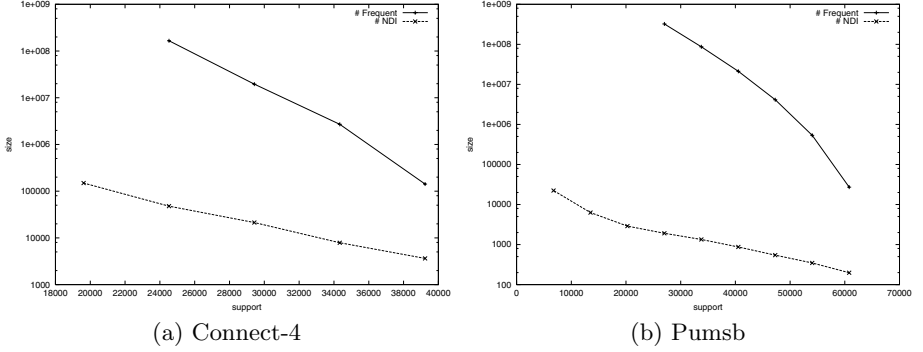 1e+009
1e+008
1e+007
1e+006
100000
10000
1000
size
18000 20000 22000 24000 26000 28000 30000 32000 34000 36000 38000 40000
support
# Frequent
# NDI
(a) Connect-4
1e+009
1e+008
1e+007
1e+006
100000
10000
1000
100
size
0 10000 20000 30000 40000 50000 60000 70000
support
# Frequent
# NDI
(b) Pumsb